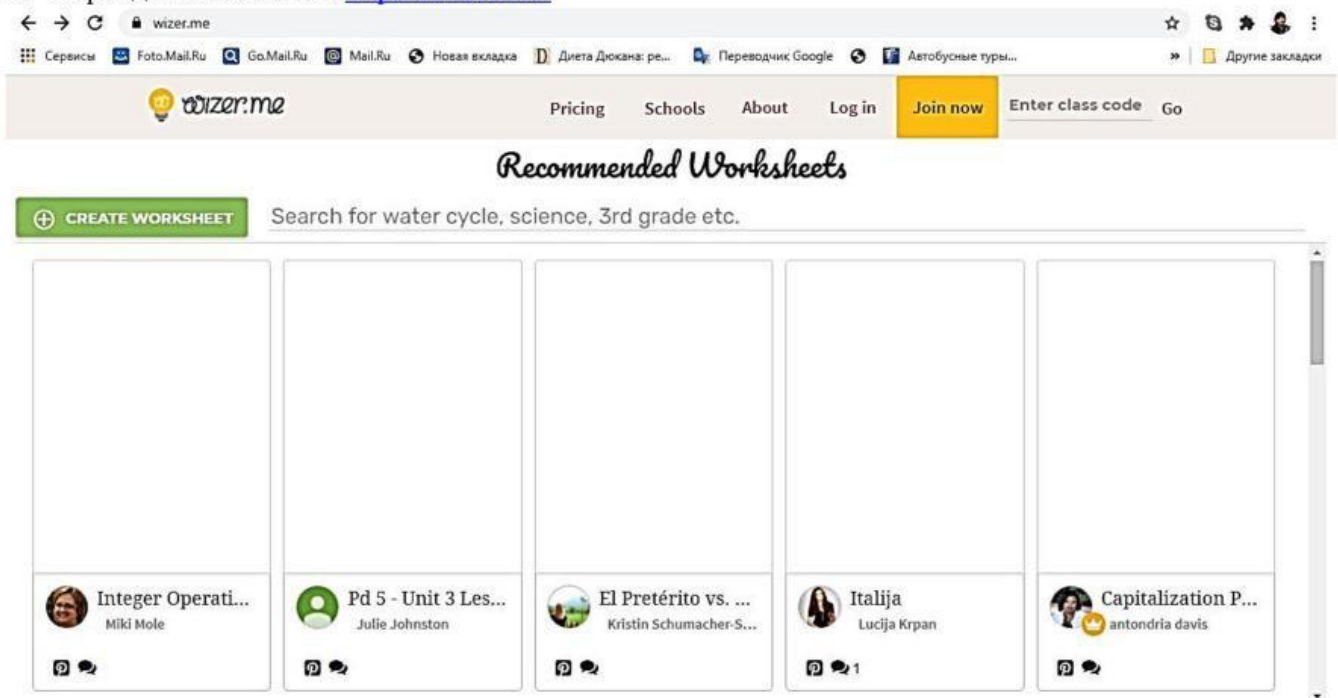 wizer.me
Сервисы Foto.Mail.Ru Go.Mail.Ru Mail.Ru Новая вкладка Диета Дюкана: ре... Переводчик Google Автобусные туры... » Другие закладки
wizer.me Pricing Schools About Log in Join now Enter class code Go
Recommended Worksheets
CREATE WORKSHEET Search for water cycle, science, 3rd grade etc.
Integer Operati... Pd 5 - Unit 3 Les... El Pretérito vs. ... Italija Capitalization P...
Miki Mole Julie Johnston Kristin Schumacher-S... Lucija Krpan antondria davis
1